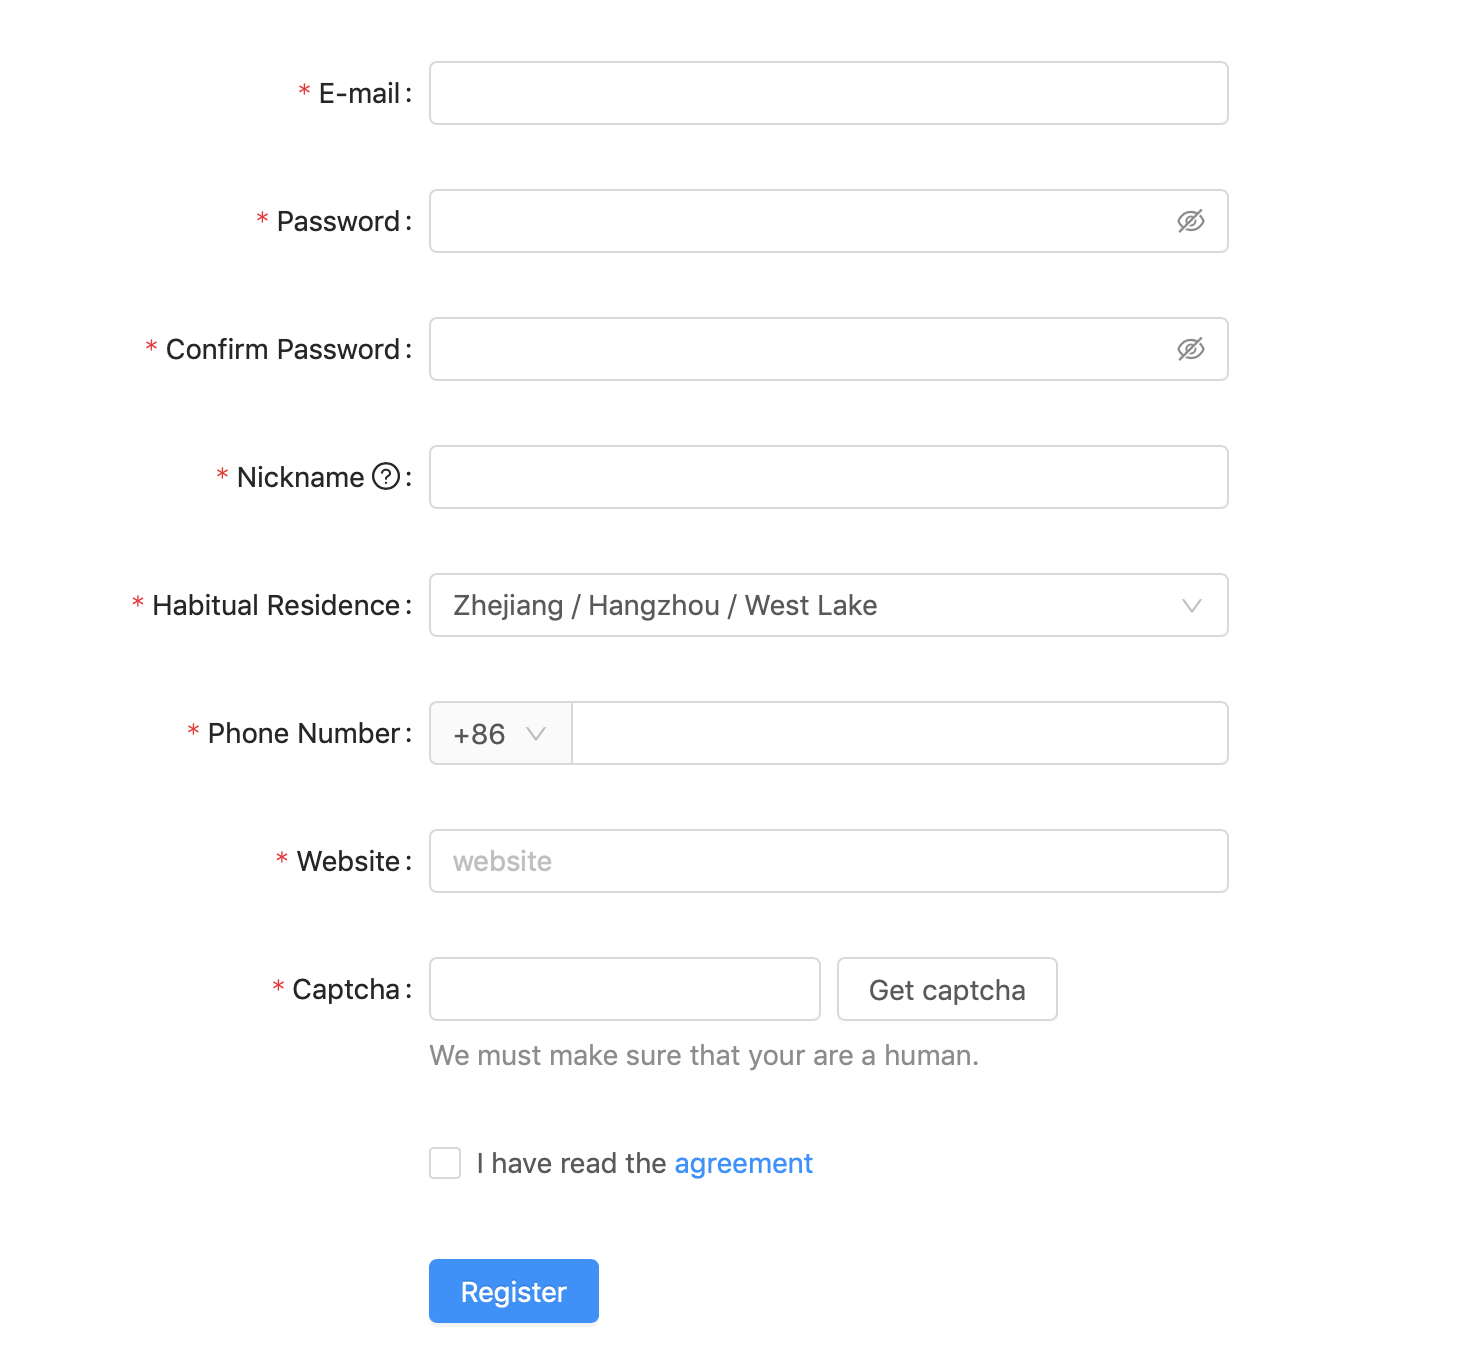 * E-mail:
* Password:
* Confirm Password:
* Nickname ?:
* Habitual Residence: Zhejiang / Hangzhou / West Lake
* Phone Number: +86
* Website: website
* Captcha: Get captcha
We must make sure that your are a human.
I have read the agreement
Register